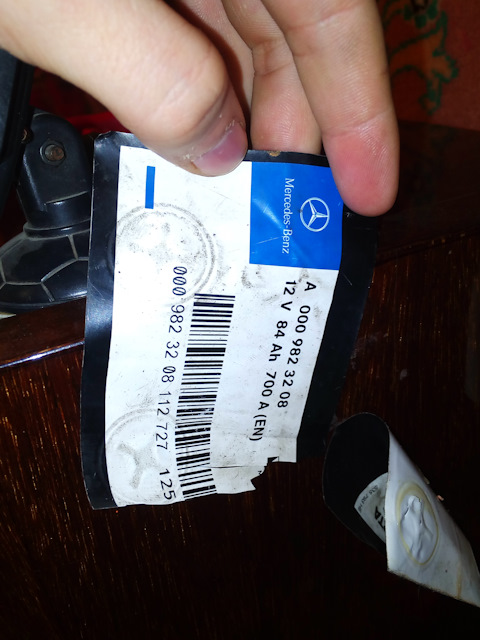 Mercedes-Benz
A 000 982 32 08
12 V 84 Ah 700 A (EN)
000 982 32 08 112 727 125